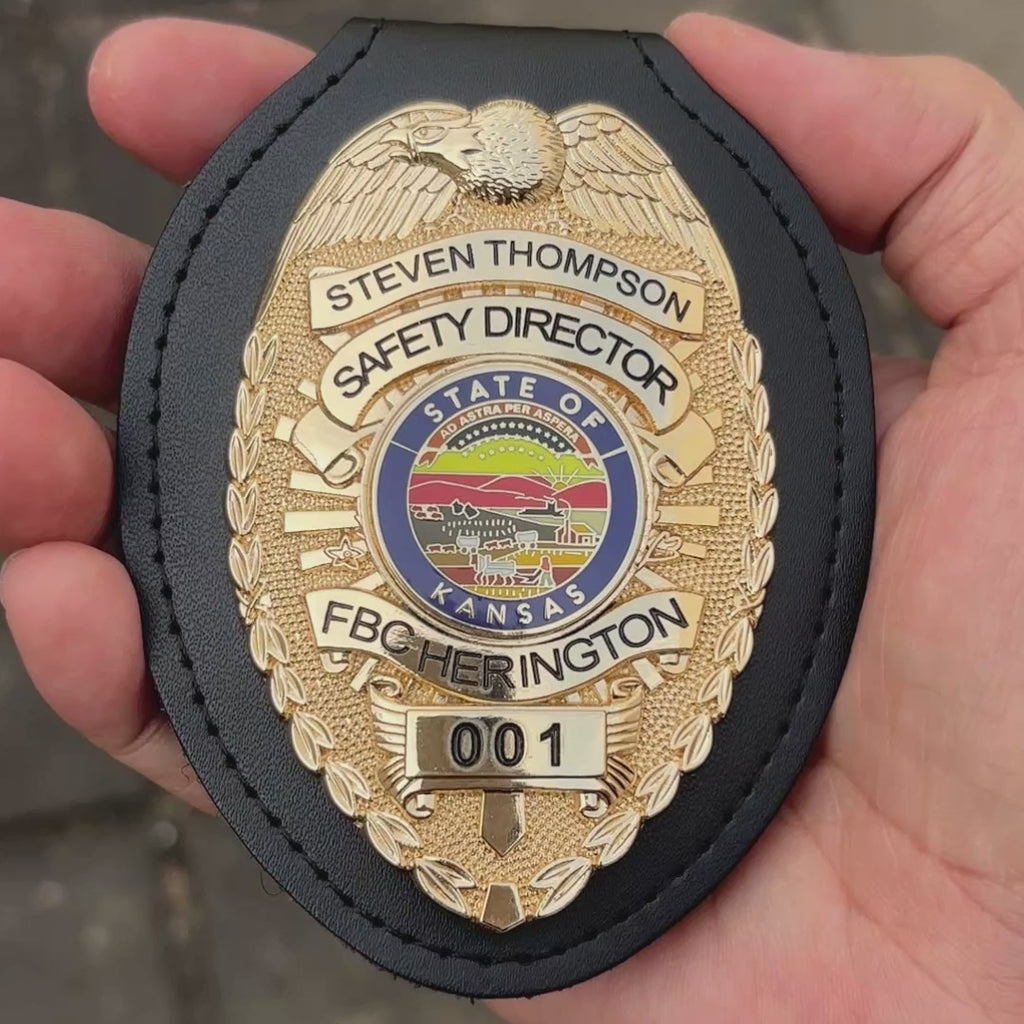 STEVEN THOMPSON
SAFETY DIRECTOR
STATE OF
AD ASTRA PER ASPERA
KANSAS
FBC HERINGTON
001